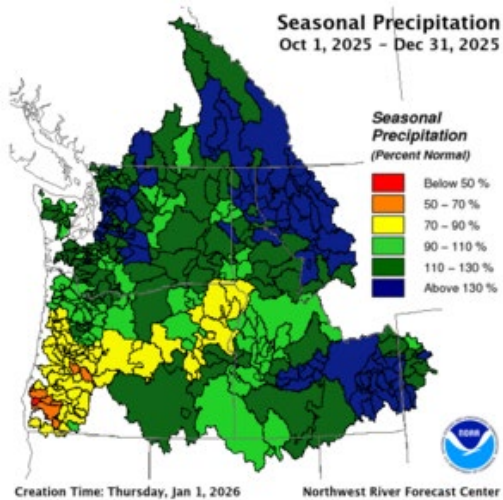 Seasonal Precipitation
Oct 1, 2025 – Dec 31, 2025
Seasonal
Precipitation
(Percent Normal)
Below 50 %
50 – 70 %
70 – 90 %
90 – 110 %
110 – 130 %
Above 130 %
NOAA
Creation Time: Thursday, Jan 1, 2026
Northwest River Forecast Center